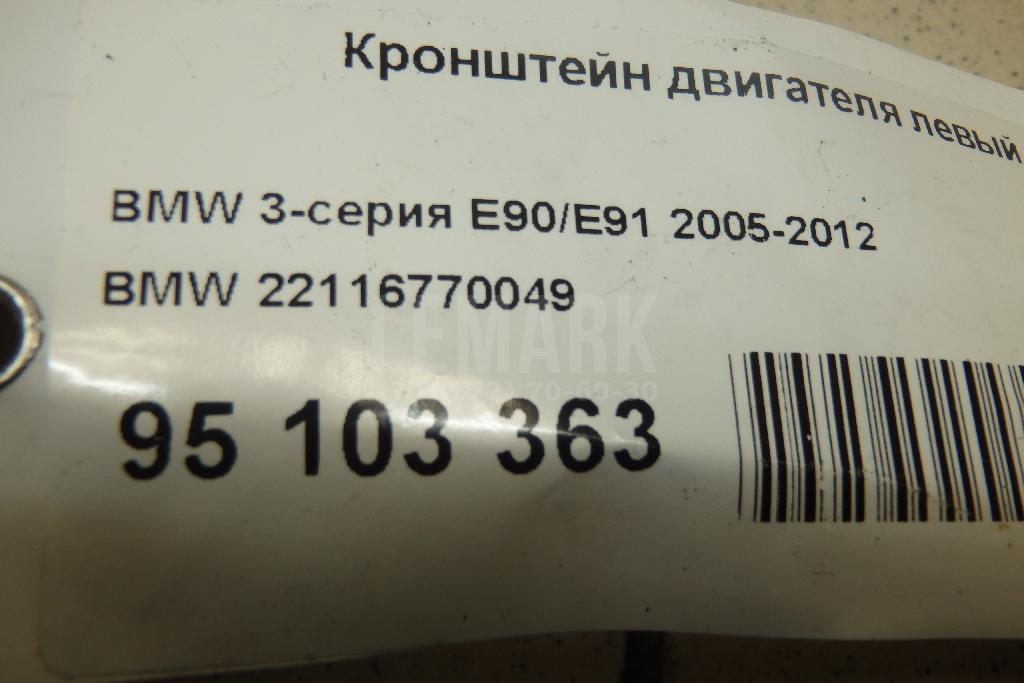 Кронштейн двигателя левый
BMW 3-серия E90/E91 2005-2012
BMW 22116770049
LEMARK
95 103 363